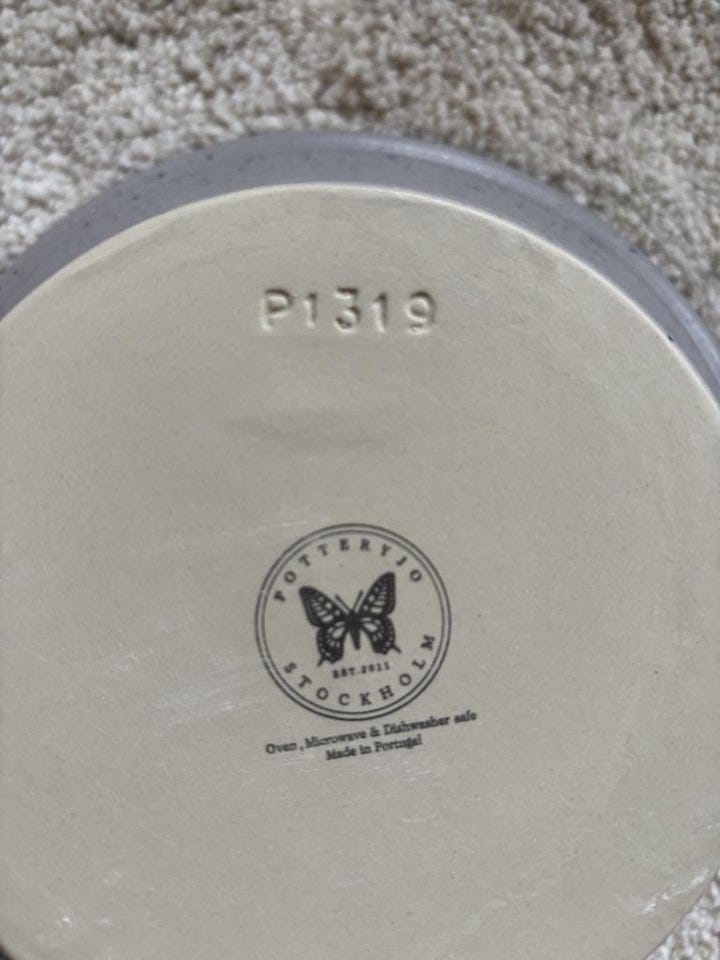 P1319
POTTERYJO
EST.2011
STOCKHOLM
Oven , Microwave & Dishwasher safe
Made in Portugal